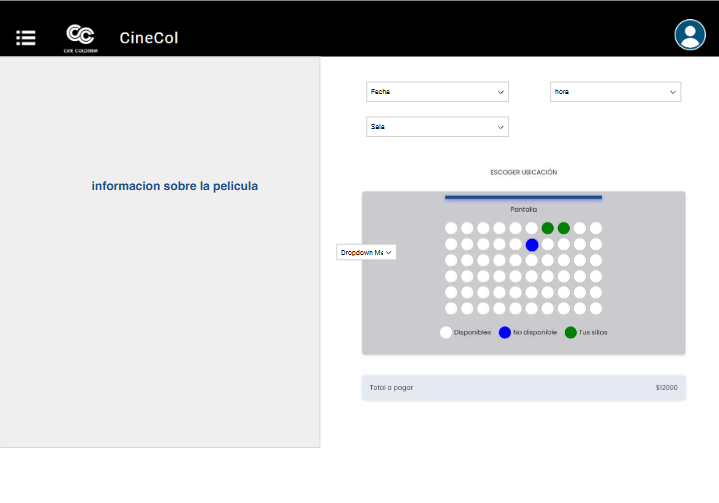 CINE COLOMBIA
CineCol
Fecha
hora
Sala
informacion sobre la pelicula
ESCOGER UBICACIÓN
Pantalla
Dropdown Me
Disponibles
No disponible
Tus sillas
Total a pagar
$12000